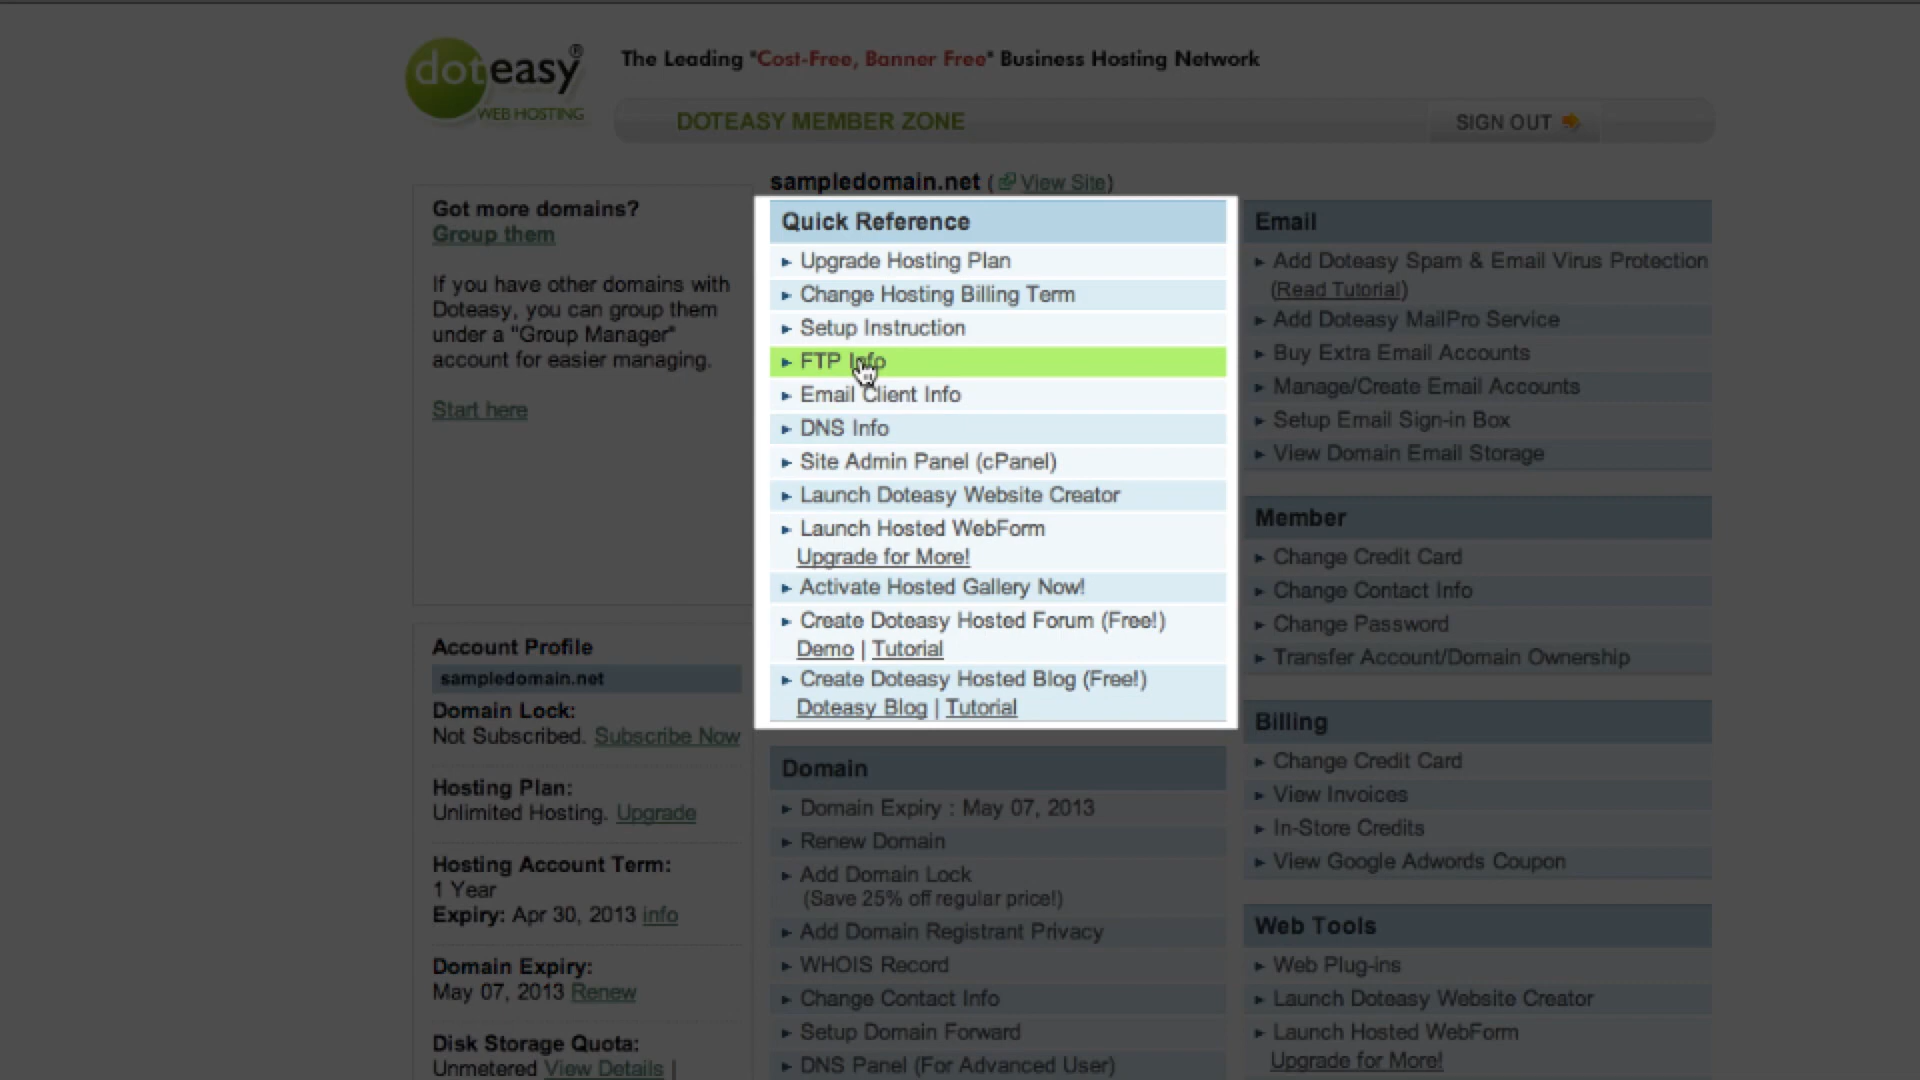 doteasy®
WEB HOSTING
The Leading "Cost-Free, Banner Free" Business Hosting Network
DOTEASY MEMBER ZONE
SIGN OUT
sampledomain.net ( View Site)
Got more domains?
Group them
If you have other domains with
Doteasy, you can group them
under a "Group Manager"
account for easier managing.
Start here
Account Profile
sampledomain.net
Domain Lock:
Not Subscribed. Subscribe Now
Hosting Plan:
Unlimited Hosting. Upgrade
Hosting Account Term:
1 Year
Expiry: Apr 30, 2013 info
Domain Expiry:
May 07, 2013 Renew
Disk Storage Quota:
Unmetered View Details |
Quick Reference
Upgrade Hosting Plan
Change Hosting Billing Term
Setup Instruction
FTP Info
Email Client Info
DNS Info
Site Admin Panel (cPanel)
Launch Doteasy Website Creator
Launch Hosted WebForm
Upgrade for More!
Activate Hosted Gallery Now!
Create Doteasy Hosted Forum (Free!)
Demo | Tutorial
Create Doteasy Hosted Blog (Free!)
Doteasy Blog | Tutorial
Domain
Domain Expiry : May 07, 2013
Renew Domain
Add Domain Lock
(Save 25% off regular price!)
Add Domain Registrant Privacy
WHOIS Record
Change Contact Info
Setup Domain Forward
DNS Panel (For Advanced User)
Email
Add Doteasy Spam & Email Virus Protection
(Read Tutorial)
Add Doteasy MailPro Service
Buy Extra Email Accounts
Manage/Create Email Accounts
Setup Email Sign-in Box
View Domain Email Storage
Member
Change Credit Card
Change Contact Info
Change Password
Transfer Account/Domain Ownership
Billing
Change Credit Card
View Invoices
In-Store Credits
View Google Adwords Coupon
Web Tools
Web Plug-ins
Launch Doteasy Website Creator
Launch Hosted WebForm
Upgrade for More!